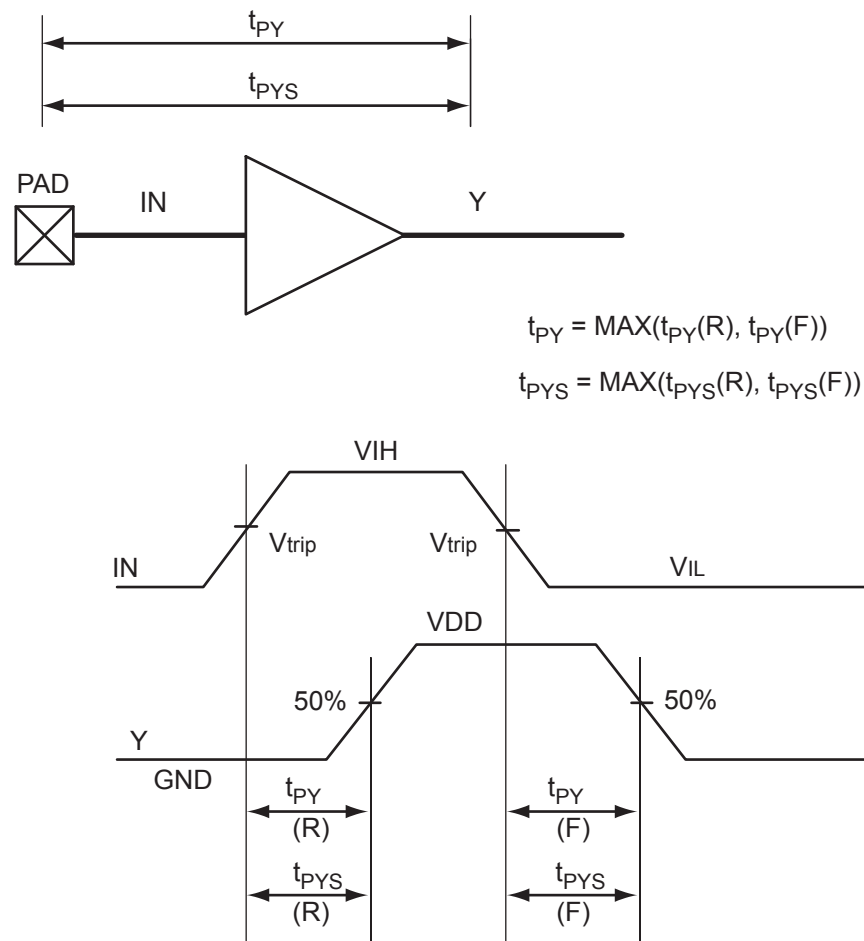 tPY
tPYS
PAD
IN
Y
tPY = MAX(tPY(R), tPY(F))
tPYS = MAX(tPYS(R), tPYS(F))
VIH
Vtrip
Vtrip
IN
VIL
VDD
50%
50%
Y
GND
tPY
(R)
tPY
(F)
tPYS
(R)
tPYS
(F)